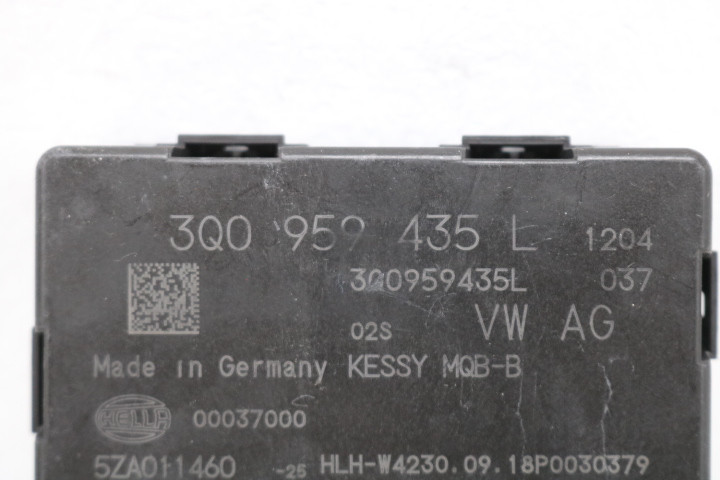 3Q0 959 435 L 1204
3Q0959435L 037
02S VW AG
Made in Germany KESSY MQB-B
HELLA 00037000
5ZA011460 -25 HLH-W4230.09.18P0030379